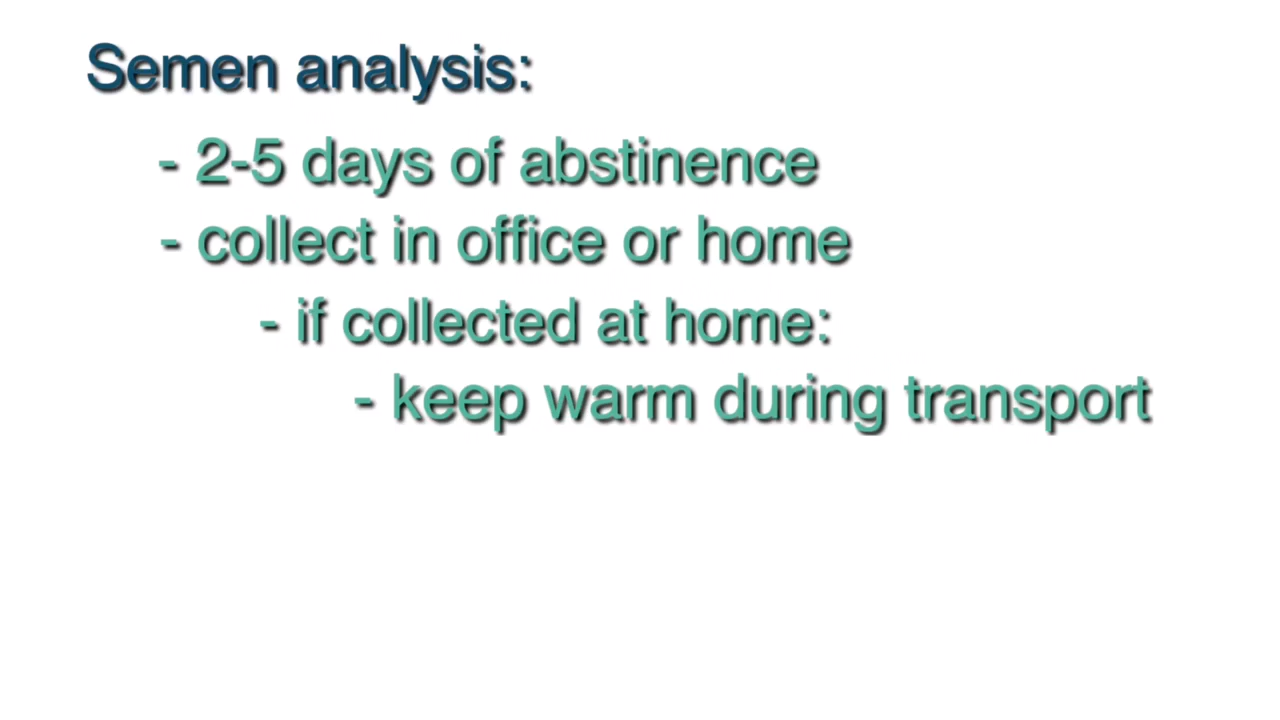 Semen analysis:
- 2-5 days of abstinence
- collect in office or home
- if collected at home:
- keep warm during transport